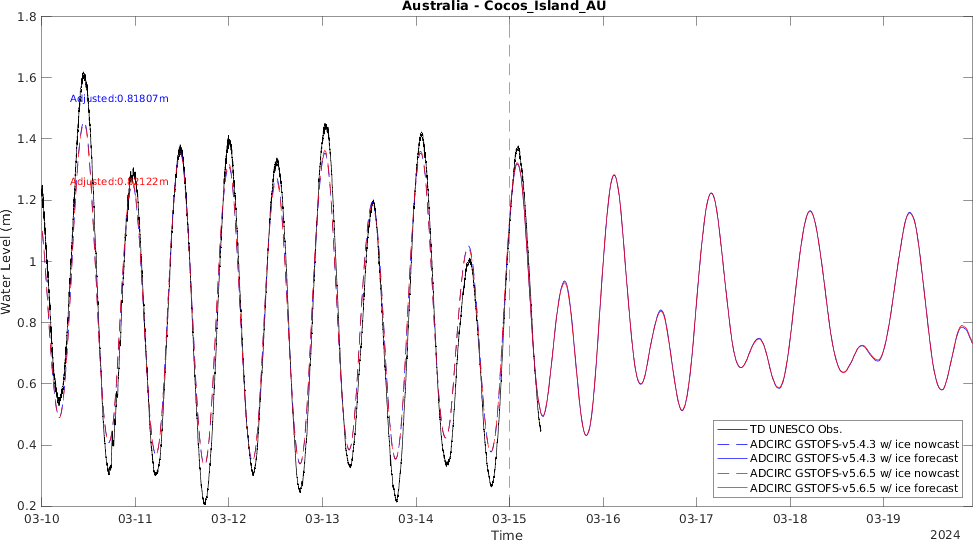 Australia - Cocos_Island_AU
1.8
1.6
1.4
1.2
1
0.8
0.6
0.4
0.2
Water Level (m)
Adjusted:0.81807m
Adjusted:0.82122m
TD UNESCO Obs.
ADCIRC GSTOFS-v5.4.3 w/ ice nowcast
ADCIRC GSTOFS-v5.4.3 w/ ice forecast
ADCIRC GSTOFS-v5.6.5 w/ ice nowcast
ADCIRC GSTOFS-v5.6.5 w/ ice forecast
03-10 03-11 03-12 03-13 03-14 03-15 03-16 03-17 03-18 03-19
Time
2024